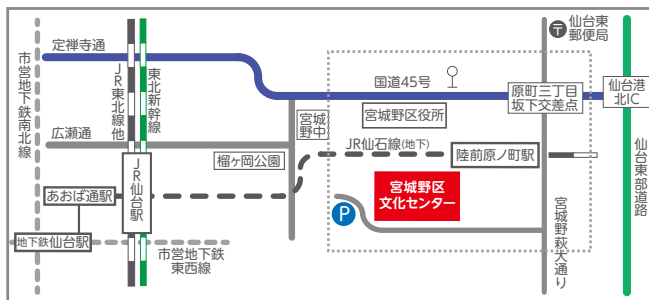 定禅寺通
市営地下鉄南北線
JR東北線他
東北新幹線
広瀬通
榴ヶ岡公園
宮城
野中
国道45号
宮城野区役所
JR仙石線(地下)
陸前原ノ町駅
原町三丁目
坂下交差点
仙台東
郵便局
仙台港
北IC
仙台東部道路
JR仙台駅
あおば通駅
地下鉄仙台駅
市営地下鉄
東西線
宮城野区
文化センター
P
宮城野萩大通り